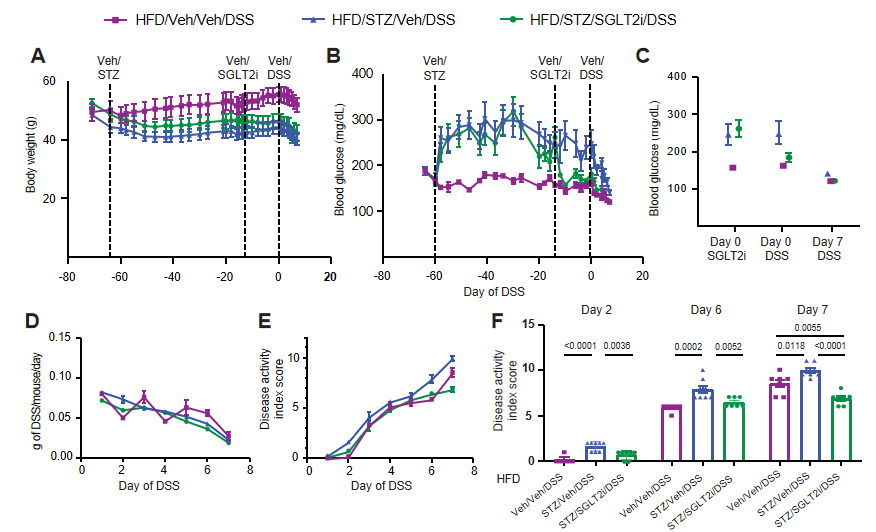 HFD/Veh/Veh/DSS HFD/STZ/Veh/DSS HFD/STZ/SGLT2i/DSS
A
Veh/
STZ
Veh/
SGLT2i
Veh/
DSS
60
40
20
Body weight (g)
-80 -60 -40 -20 0 20
B
Veh/
STZ
Veh/
SGLT2i
Veh/
DSS
400
300
200
100
Blood glucose (mg/dL)
-80 -60 -40 -20 0 20
Day of DSS
C
400
300
200
100
Blood glucose (mg/dL)
Day 0
SGLT2i
Day 0
DSS
Day 7
DSS
D
0.15
0.10
0.05
0.00
g of DSS/mouse/day
0 2 4 6 8
Day of DSS
E
10
5
0
Disease activity
index score
0 2 4 6 8
Day of DSS
F
Day 2 Day 6 Day 7
15
10
5
0
Disease activity
index score
<0.0001 0.0036
0.0002 0.0052
0.0055
0.0118 <0.0001
HFD
Veh/Veh/DSS
STZ/Veh/DSS
STZ/SGLT2i/DSS
Veh/Veh/DSS
STZ/Veh/DSS
STZ/SGLT2i/DSS
Veh/Veh/DSS
STZ/Veh/DSS
STZ/SGLT2i/DSS